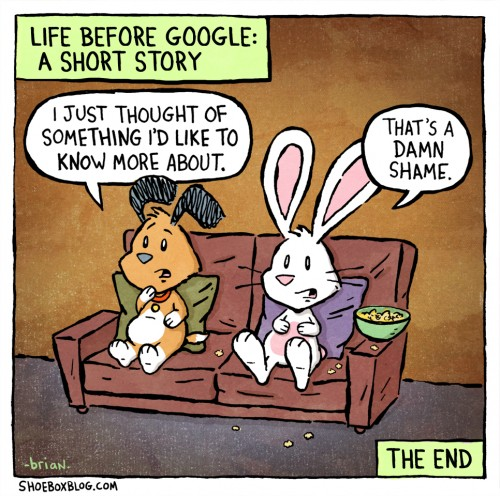 LIFE BEFORE GOOGLE:
A SHORT STORY
I JUST THOUGHT OF
SOMETHING I'D LIKE TO
KNOW MORE ABOUT.
THAT'S A
DAMN
SHAME.
-brian.
THE END
SHOEBOXBLOG.COM